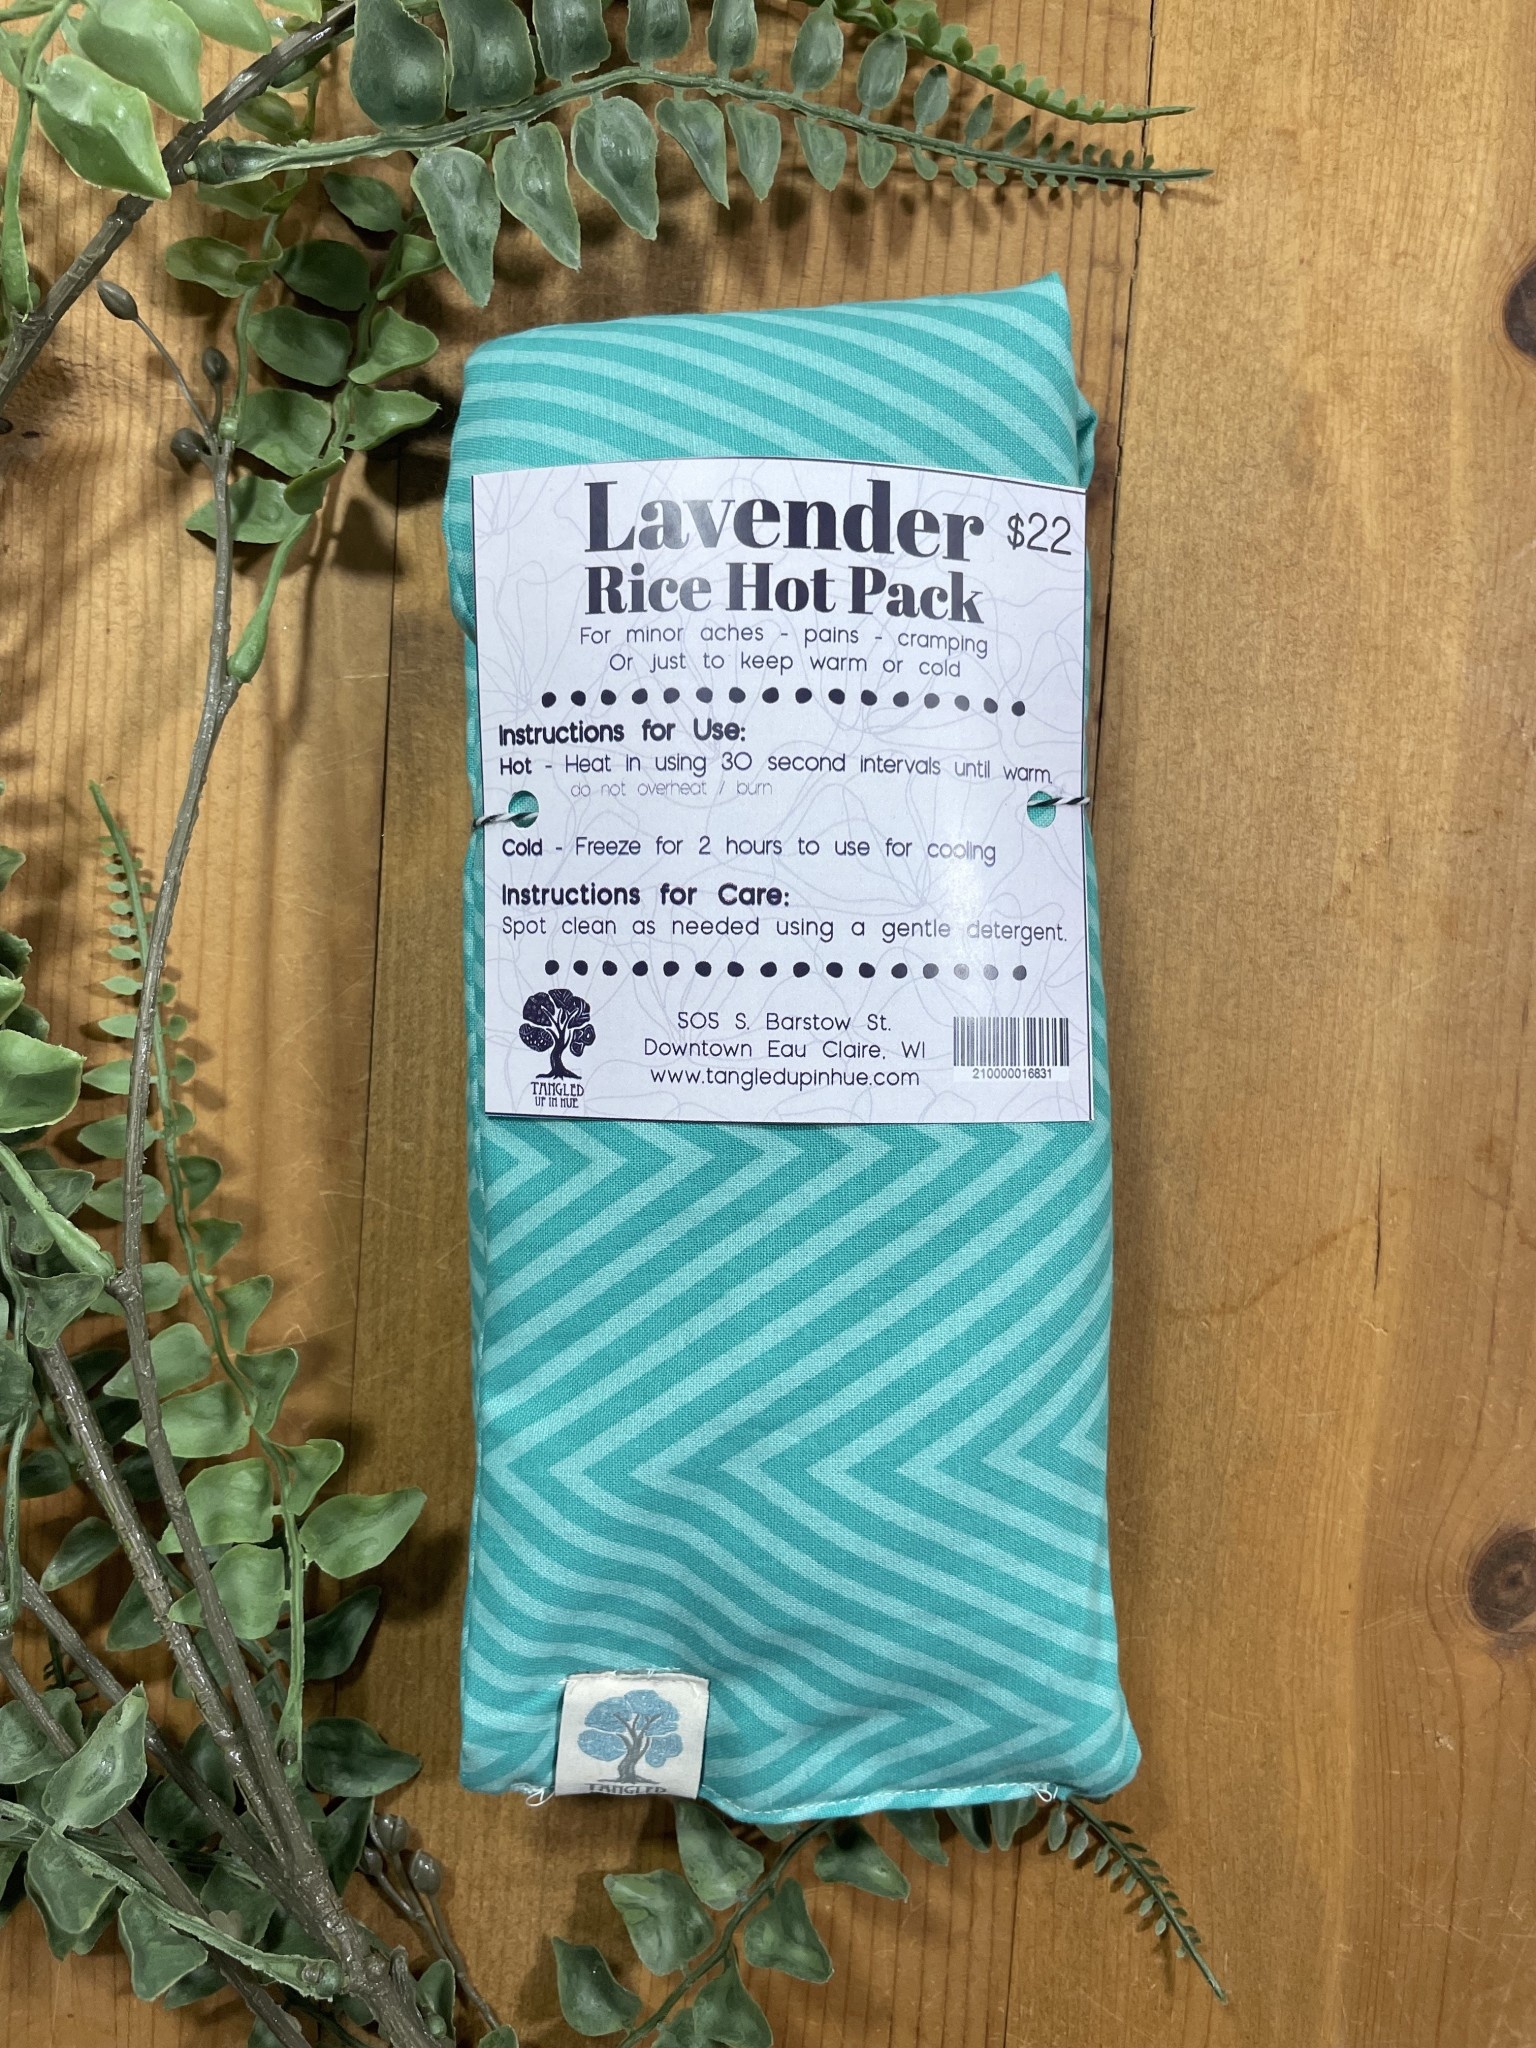 Lavender $22
Rice Hot Pack
For minor aches - pains - cramping
Or just to keep warm or cold
Instructions for Use:
Hot - Heat in using 30 second intervals until warm.
do not overheat / burn
Cold - Freeze for 2 hours to use for cooling
Instructions for Care:
Spot clean as needed using a gentle detergent.
505 S. Barstow St.
Downtown Eau Claire, WI
www.tangledupinhue.com
210000016831
TANGLED
UP IN HUE
TANGLED